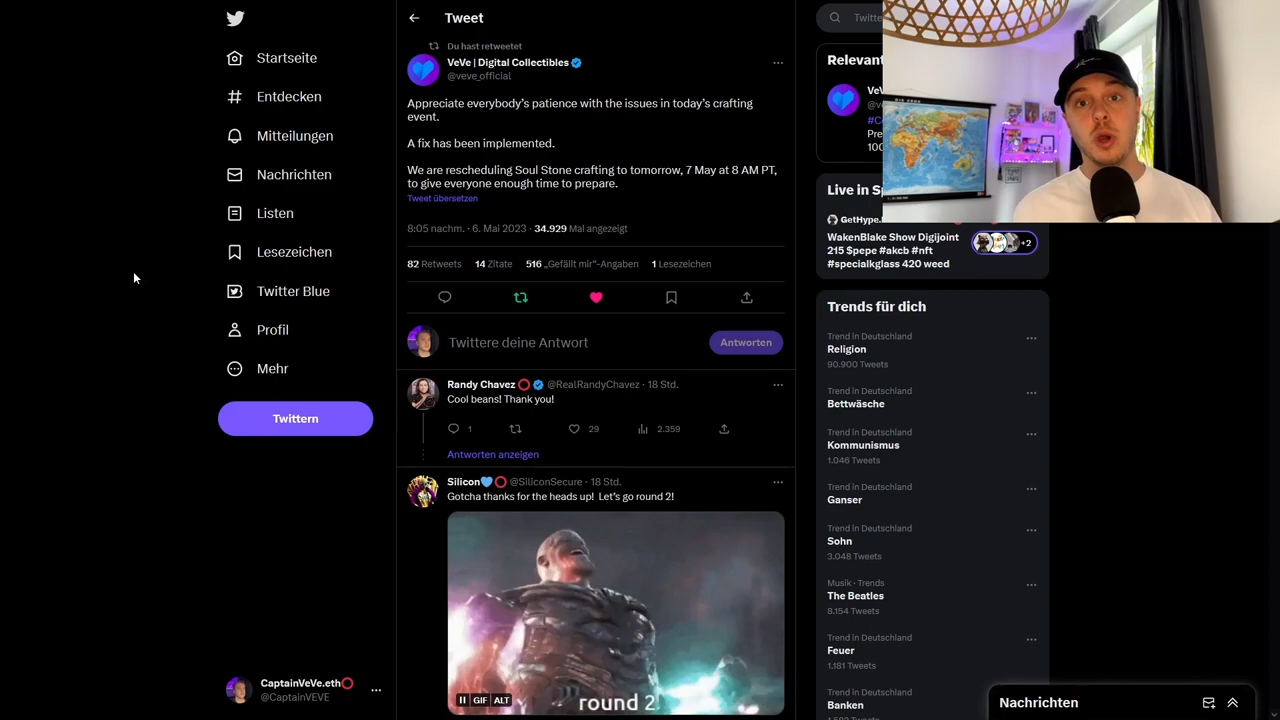 Startseite
Entdecken
Mitteilungen
Nachrichten
Listen
Lesezeichen
Twitter Blue
Profil
Mehr
Twittern
CaptainVeVe.eth
@CaptainVEVE
Tweet
Du hast retweetet
VeVe | Digital Collectibles
@veve_official
Appreciate everybody's patience with the issues in today's crafting
event.
A fix has been implemented.
We are rescheduling Soul Stone crafting to tomorrow, 7 May at 8 AM PT,
to give everyone enough time to prepare.
Tweet übersetzen
8:05 nachm. · 6. Mai 2023 · 34.929 Mal angezeigt
82 Retweets 14 Zitate 516 „Gefällt mir"-Angaben 1 Lesezeichen
Twittere deine Antwort
Antworten
Randy Chavez @RealRandyChavez · 18 Std.
Cool beans! Thank you!
1 29 2.359
Antworten anzeigen
Silicon @SiliconSecure · 18 Std.
Gotcha thanks for the heads up! Let's go round 2!
GIF ALT
round 2
Live in Sp
GetHype.
WakenBlake Show Digijoint
215 $pepe #akcb #nft
#specialkglass 420 weed
+2
Trends für dich
Trend in Deutschland
Religion
90.900 Tweets
Trend in Deutschland
Bettwäsche
Trend in Deutschland
Kommunismus
1.046 Tweets
Trend in Deutschland
Ganser
Trend in Deutschland
Sohn
3.048 Tweets
Musik · Trends
The Beatles
8.154 Tweets
Trend in Deutschland
Feuer
1.181 Tweets
Trend in Deutschland
Banken
Nachrichten